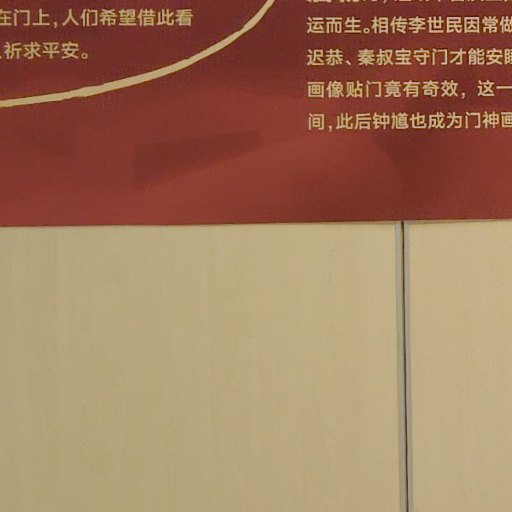 在门上,人们希望借此看
祈求平安。
运而生。相传李世民因常做
迟恭、秦叔宝守门才能安睡
画像贴门竟有奇效，这一
间,此后钟馗也成为门神画